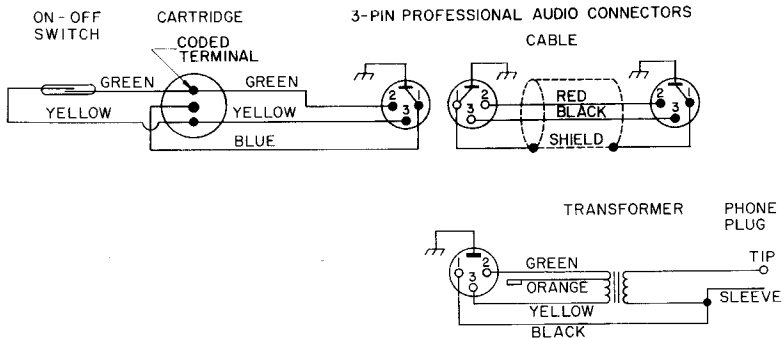 ON-OFF SWITCH
CARTRIDGE
3-PIN PROFESSIONAL AUDIO CONNECTORS
CODED TERMINAL
CABLE
GREEN
GREEN
YELLOW
YELLOW
BLUE
2
1
3
1
2
3
RED
BLACK
SHIELD
2
1
3
TRANSFORMER
PHONE PLUG
1
2
3
GREEN
ORANGE
YELLOW
BLACK
TIP
SLEEVE